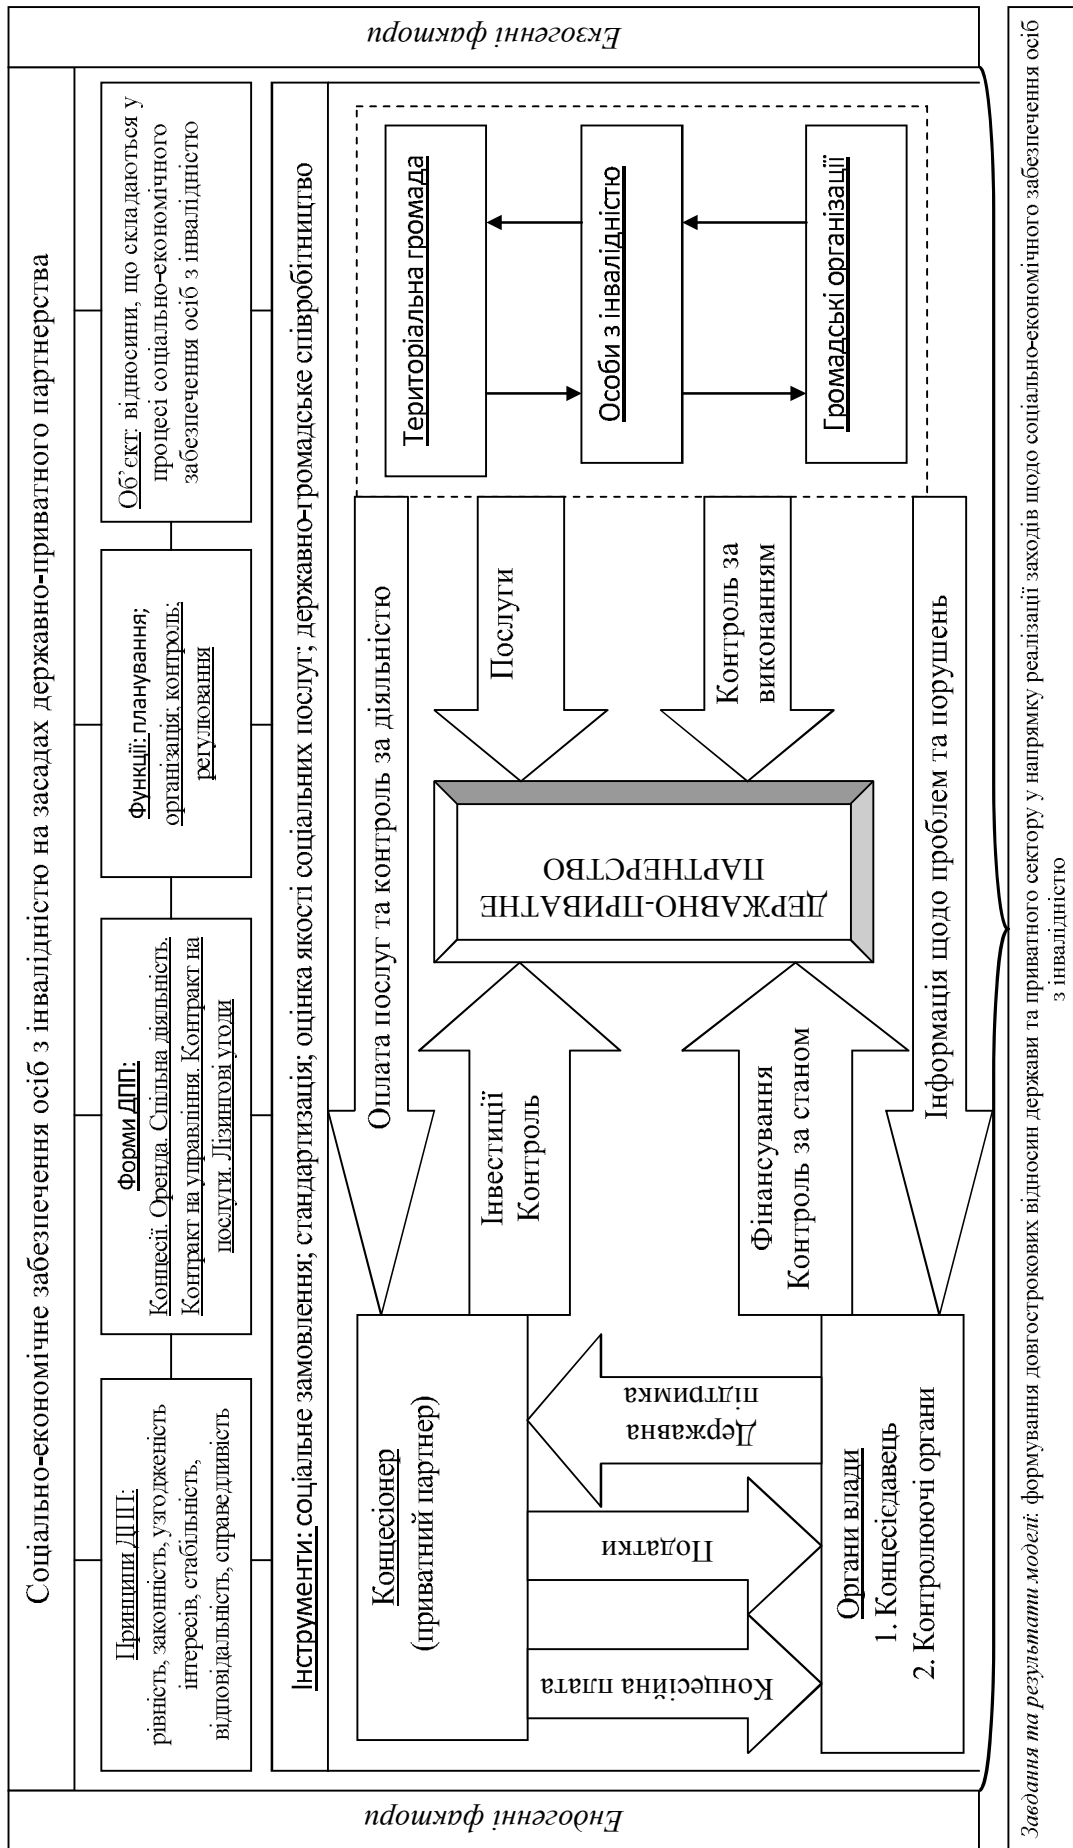 Соціально-економічне забезпечення осіб з інвалідністю на засадах державно-приватного партнерства
Ендогенні фактори
Екзогенні фактори
Принципи ДПП:
рівність, законність, узгодженість
інтересів, стабільність,
відповідальність, справедливість
Форми ДПП:
Концесії. Оренда. Спільна діяльність.
Контракт на управління. Контракт на
послуги. Лізингові угоди
Функції: планування;
організація; контроль;
регулювання
Об’єкт: відносини, що складаються у
процесі соціально-економічного
забезпечення осіб з інвалідністю
Інструменти: соціальне замовлення; стандартизація; оцінка якості соціальних послуг; державно-громадське співробітництво
Оплата послуг та контроль за діяльністю
Концесіонер
(приватний партнер)
Інвестиції
Контроль
Послуги
Територіальна громада
Концесійна плата
Податки
Державна
підтримка
ДЕРЖАВНО-ПРИВАТНЕ
ПАРТНЕРСТВО
Особи з інвалідністю
Фінансування
Контроль за станом
Контроль за
виконанням
Органи влади
1. Концесієдавець
2. Контролюючі органи
Громадські організації
Інформація щодо проблем та порушень
Завдання та результати моделі: формування довгострокових відносин держави та приватного сектору у напрямку реалізації заходів щодо соціально-економічного забезпечення осіб
з інвалідністю